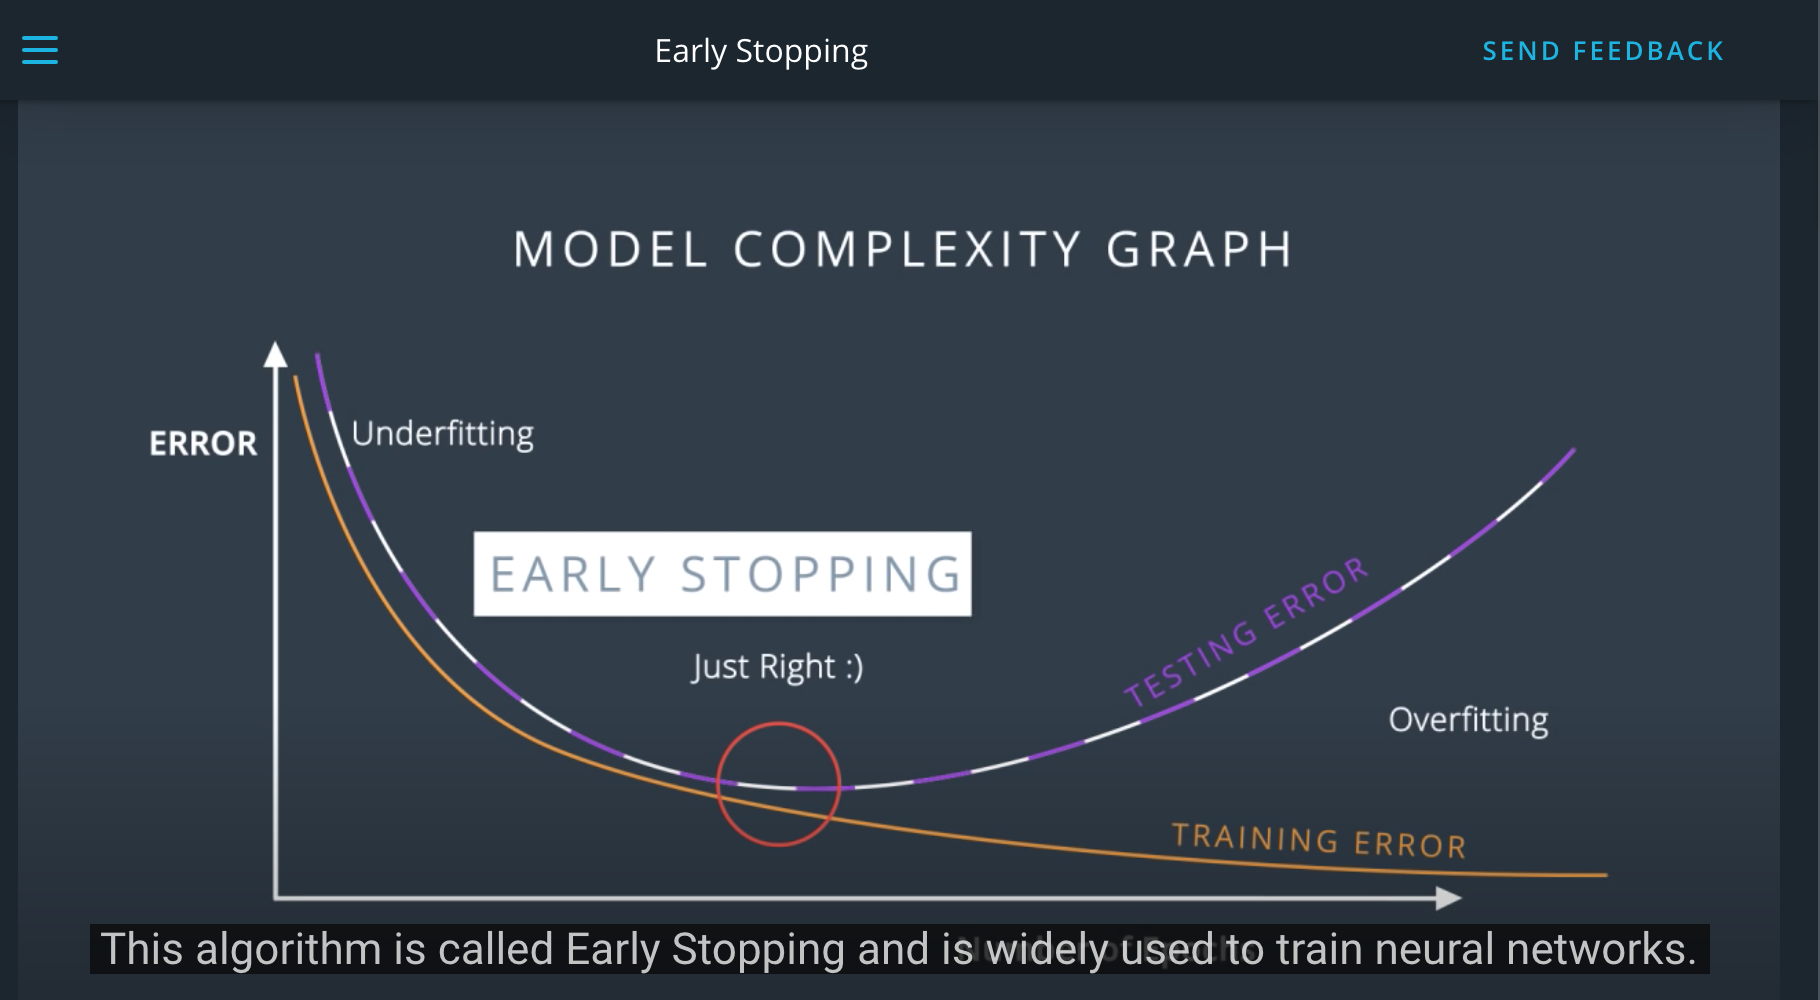 Early Stopping
SEND FEEDBACK
MODEL COMPLEXITY GRAPH
ERROR
Underfitting
EARLY STOPPING
Just Right :)
TESTING ERROR
Overfitting
TRAINING ERROR
This algorithm is called Early Stopping and is widely used to train neural networks.